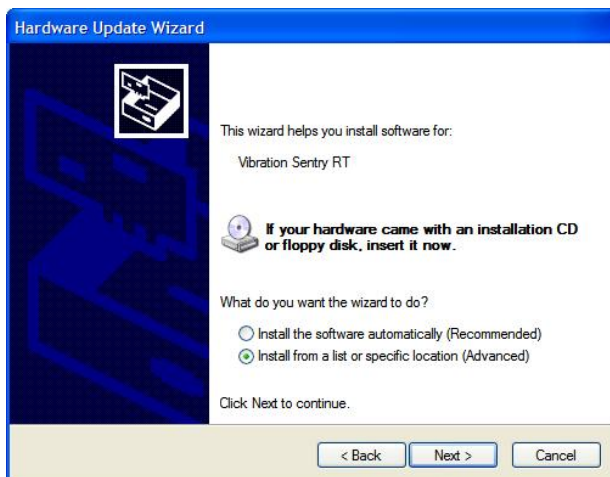 Hardware Update Wizard
This wizard helps you install software for:
Vibration Sentry RT
If your hardware came with an installation CD
or floppy disk, insert it now.
What do you want the wizard to do?
Install the software automatically (Recommended)
Install from a list or specific location (Advanced)
Click Next to continue.
< Back
Next >
Cancel